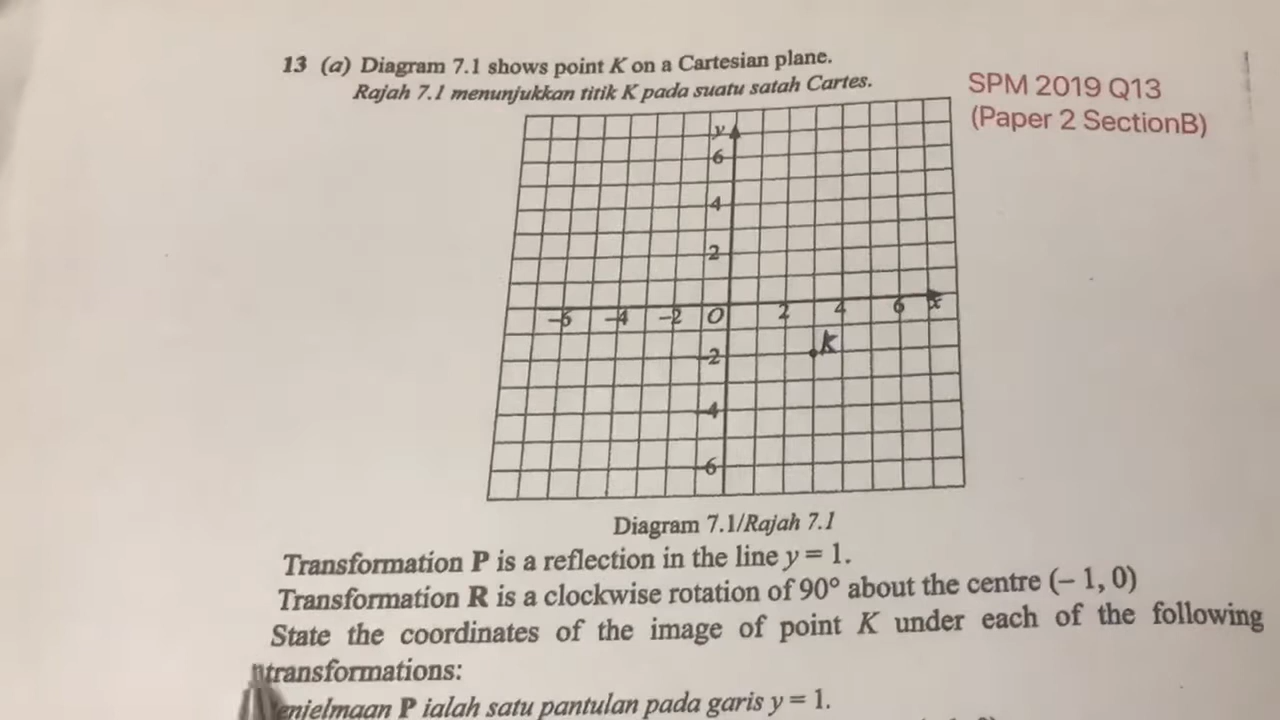 13 (a) Diagram 7.1 shows point K on a Cartesian plane.
Rajah 7.1 menunjukkan titik K pada suatu satah Cartes.
SPM 2019 Q13
(Paper 2 SectionB)
y
6
4
2
-6 -4 -2 O 2 4 6 x
K
-2
-4
-6
Diagram 7.1/Rajah 7.1
Transformation P is a reflection in the line y = 1.
Transformation R is a clockwise rotation of 90° about the centre (– 1, 0)
State the coordinates of the image of point K under each of the following
transformations:
enjelmaan P ialah satu pantulan pada garis y = 1.